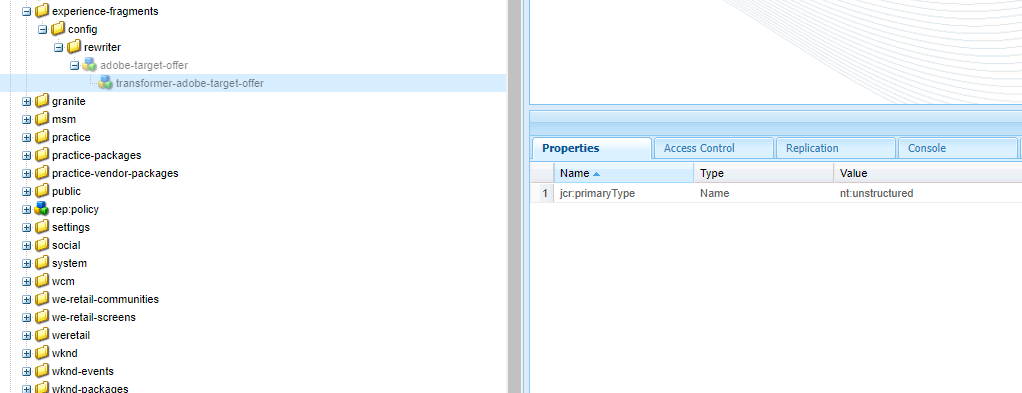 experience-fragments
config
rewriter
adobe-target-offer
transformer-adobe-target-offer
granite
msm
practice
practice-packages
practice-vendor-packages
public
rep:policy
settings
social
system
wcm
we-retail-communities
we-retail-screens
weretail
wknd
wknd-events
wknd-packages
Properties Access Control Replication Console
Name Type Value
1 jcr:primaryType Name nt:unstructured